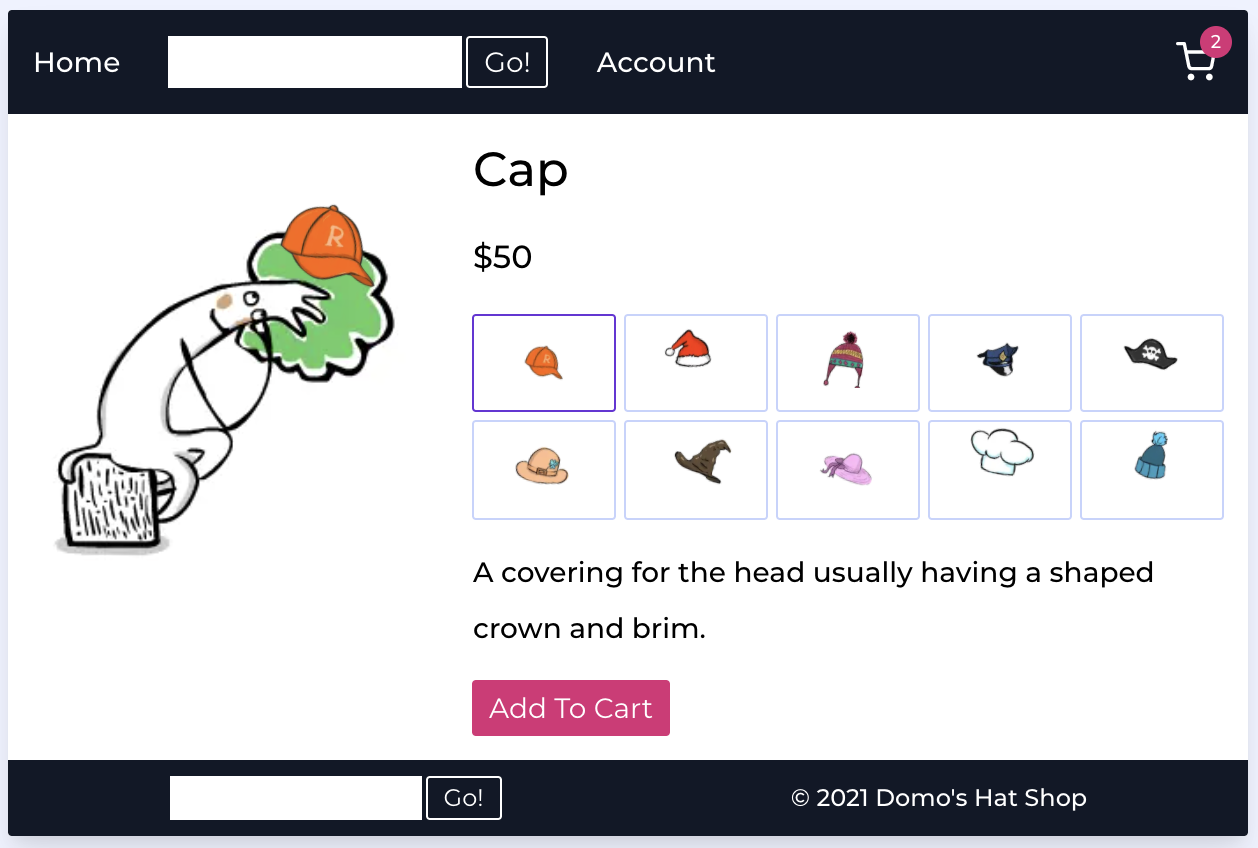 Home
Go!
Account
2
Cap
$50
R
R
A covering for the head usually having a shaped
crown and brim.
Add To Cart
Go!
© 2021 Domo's Hat Shop